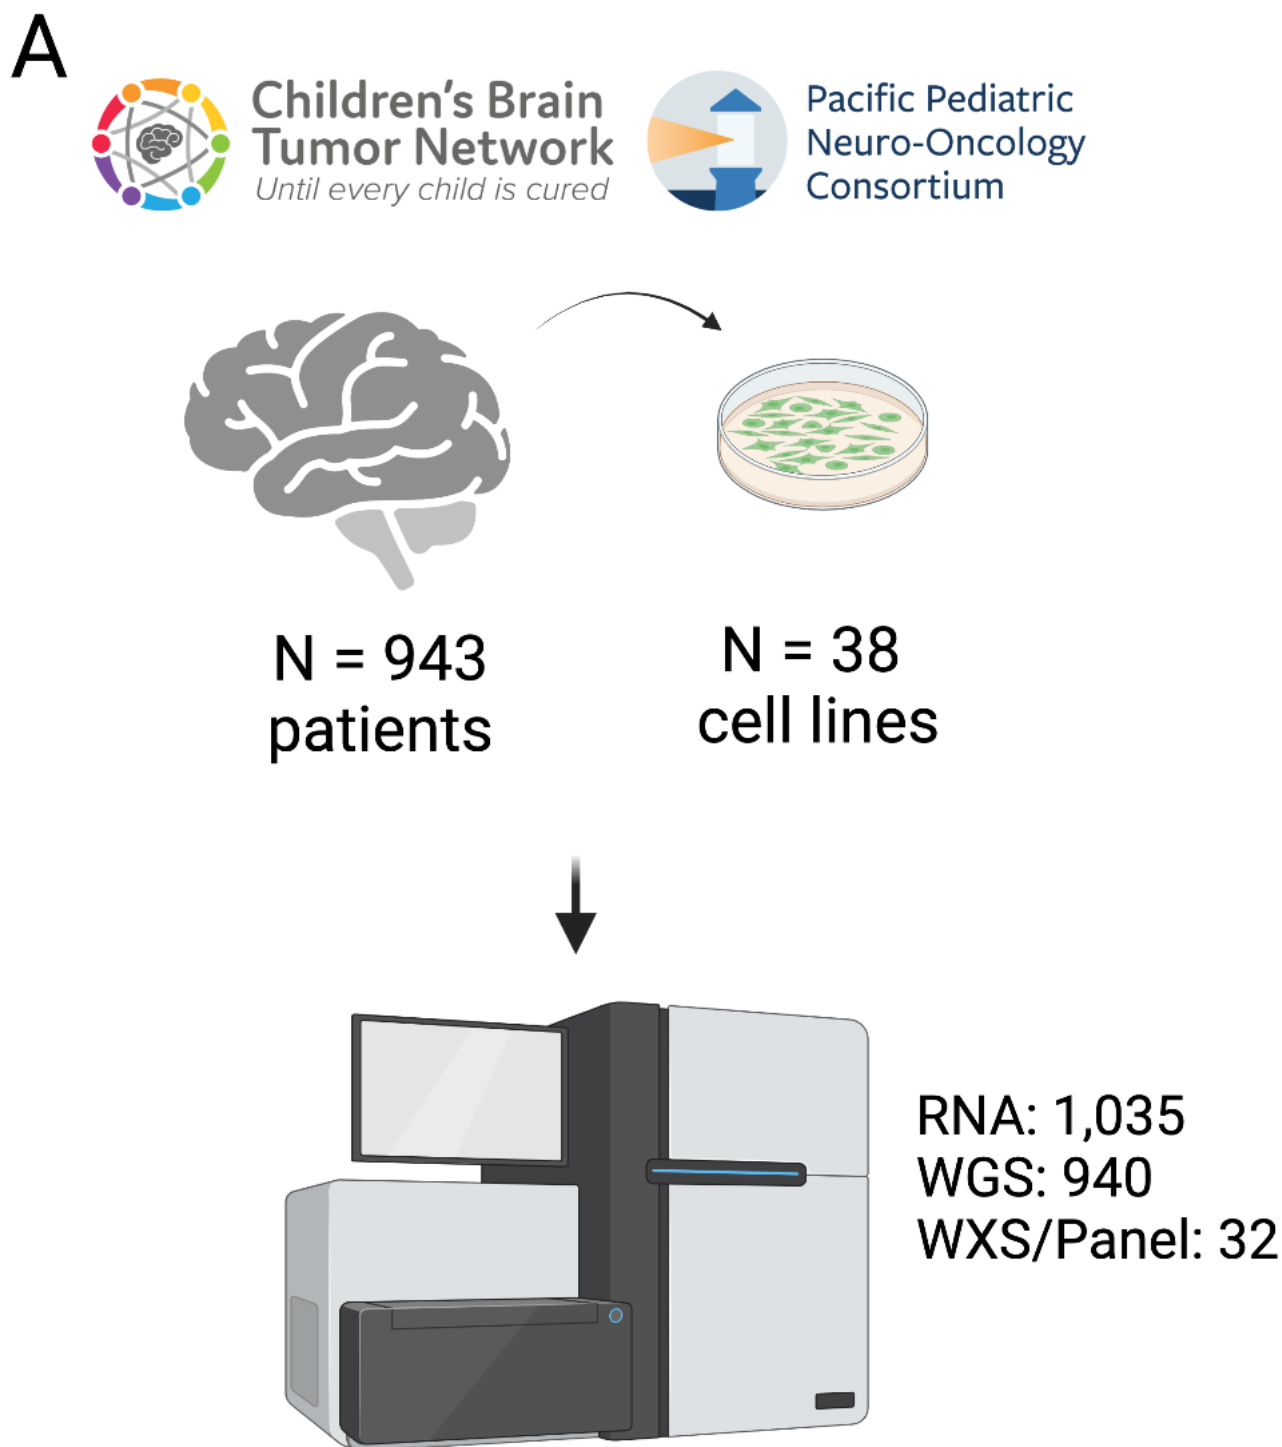 A
Children's Brain
Tumor Network
Until every child is cured
Pacific Pediatric
Neuro-Oncology
Consortium
N = 943
patients
N = 38
cell lines
RNA: 1,035
WGS: 940
WXS/Panel: 32